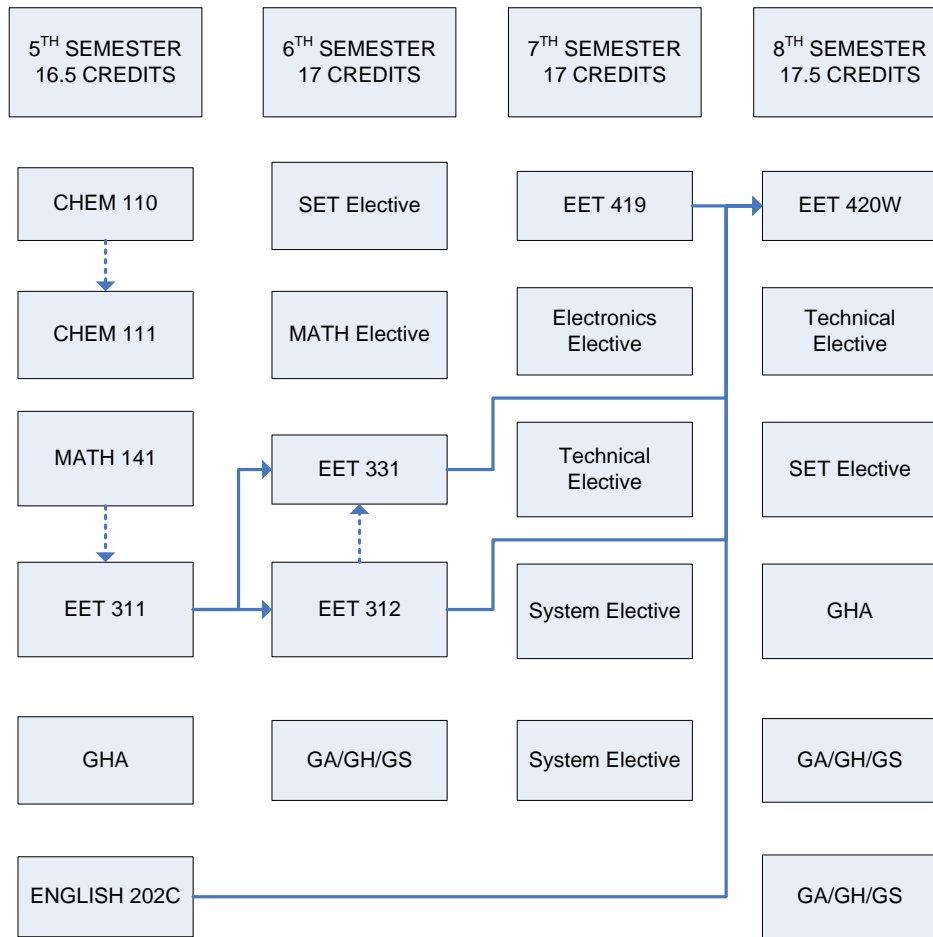 5TH SEMESTER
16.5 CREDITS
6TH SEMESTER
17 CREDITS
7TH SEMESTER
17 CREDITS
8TH SEMESTER
17.5 CREDITS
CHEM 110
SET Elective
EET 419
EET 420W
CHEM 111
MATH Elective
Electronics
Elective
Technical
Elective
MATH 141
EET 331
Technical
Elective
SET Elective
EET 311
EET 312
System Elective
GHA
GHA
GA/GH/GS
System Elective
GA/GH/GS
ENGLISH 202C
GA/GH/GS